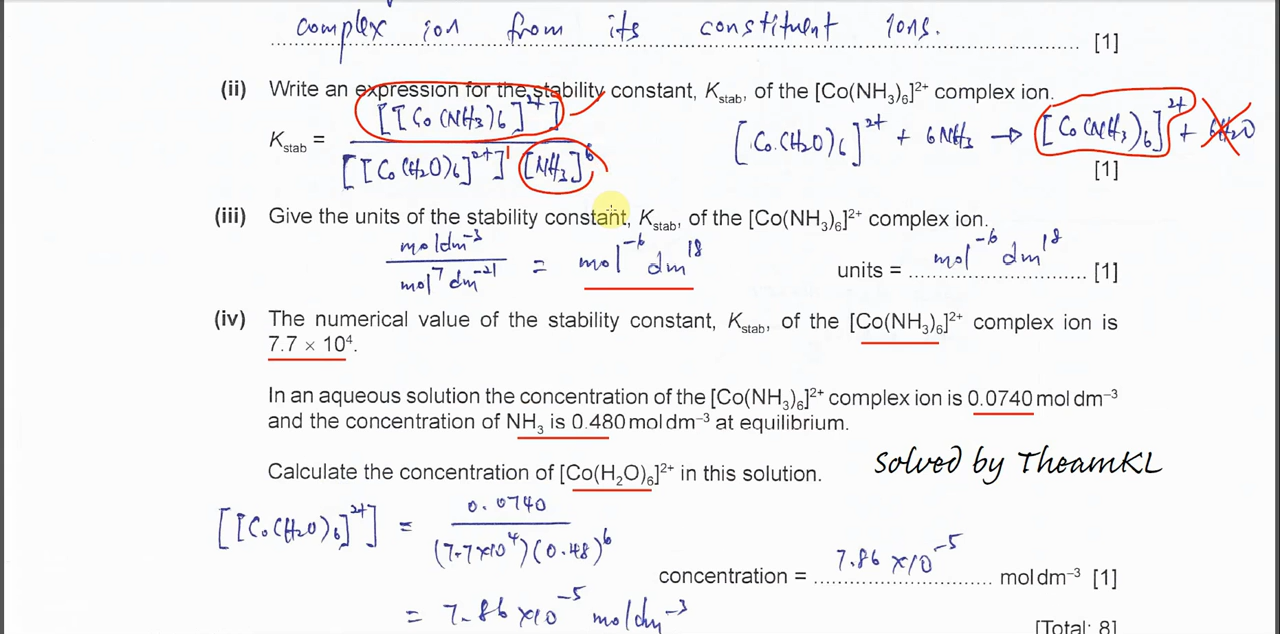 complex ion from its constituent ions.
[1]
(ii) Write an expression for the stability constant, Kstab, of the [Co(NH3)6]2+ complex ion.
Kstab = [[Co(NH3)6]2+] / [[Co(H2O)6]2+]1 [NH3]6
[Co(H2O)6]2+ + 6NH3 → [Co(NH3)6]2+ + 6H2O
[1]
(iii) Give the units of the stability constant, Kstab, of the [Co(NH3)6]2+ complex ion.
moldm-3 / mol7 dm-21 = mol-6 dm18
units = mol-6 dm18 [1]
(iv) The numerical value of the stability constant, Kstab, of the [Co(NH3)6]2+ complex ion is
7.7 × 10^4.
In an aqueous solution the concentration of the [Co(NH3)6]2+ complex ion is 0.0740 mol dm−3
and the concentration of NH3 is 0.480 mol dm−3 at equilibrium.
Calculate the concentration of [Co(H2O)6]2+ in this solution.
Solved by TheamKL
[[Co(H2O)6]2+] = 0.0740 / (7.7×10^4)(0.48)^6
concentration = 7.86 ×10^-5 mol dm−3 [1]
= 7.86 ×10^-5 moldm-3
[Total: 8]